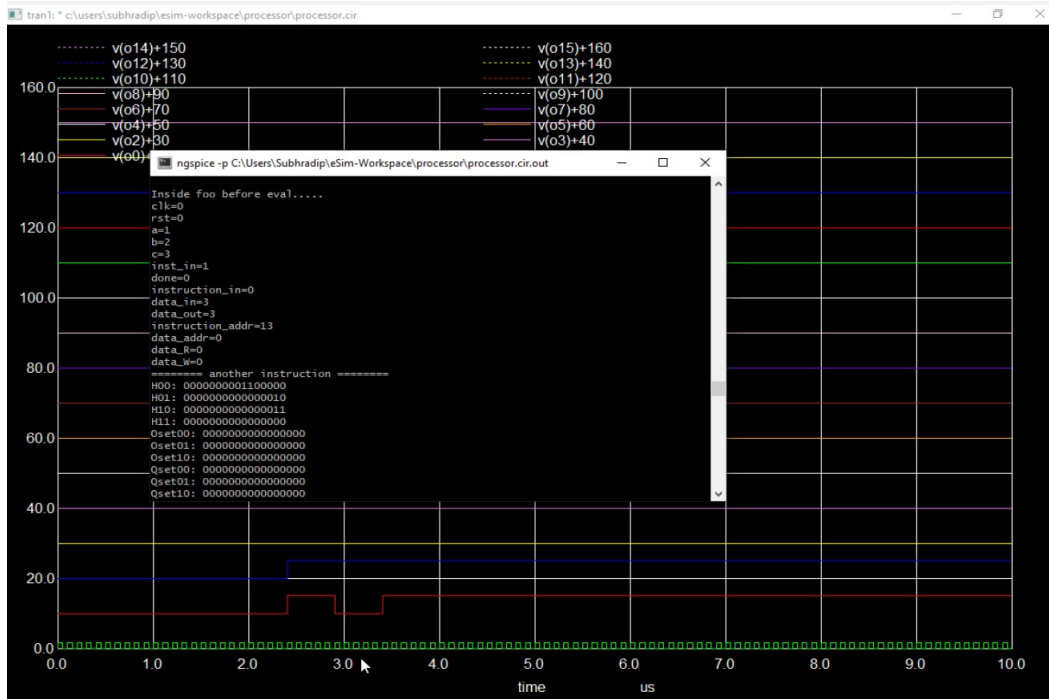 tran1: * c:\users\subhradip\esim-workspace\processor\processor.cir
v(o14)+150 v(o15)+160
v(o12)+130 v(o13)+140
v(o10)+110 v(o11)+120
160.0 v(o8)+90 v(o9)+100
v(o6)+70 v(o7)+80
v(o4)+50 v(o5)+60
v(o2)+30 v(o3)+40
140.0 v(o0)+
ngspice -p C:\Users\Subhradip\eSim-Workspace\processor\processor.cir.out
Inside foo before eval.....
clk=0
rst=0
120.0
a=1
b=2
c=3
inst_in=1
done=0
instruction_in=0
100.0
data_in=3
data_out=3
instruction_addr=13
data_addr=0
data_R=0
data_W=0
80.0
======== another instruction ========
H00: 0000000001100000
H01: 0000000000000010
H10: 0000000000000011
H11: 0000000000000000
Oset00: 0000000000000000
60.0
Oset01: 0000000000000000
Oset10: 0000000000000000
Qset00: 0000000000000000
Qset01: 0000000000000000
Qset10: 0000000000000000
40.0
20.0
0.0
0.0 1.0 2.0 3.0 4.0 5.0 6.0 7.0 8.0 9.0 10.0
time us